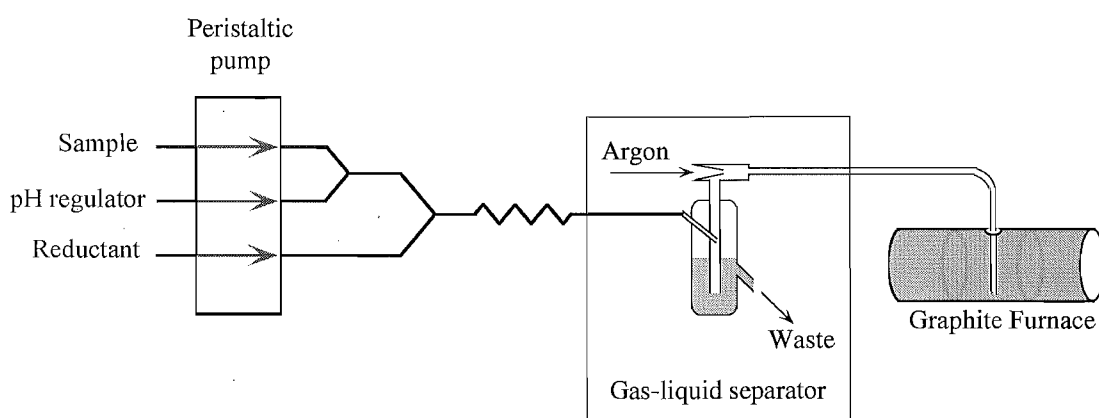 Peristaltic
pump
Sample
pH regulator
Reductant
Argon
Waste
Gas-liquid separator
Graphite Furnace